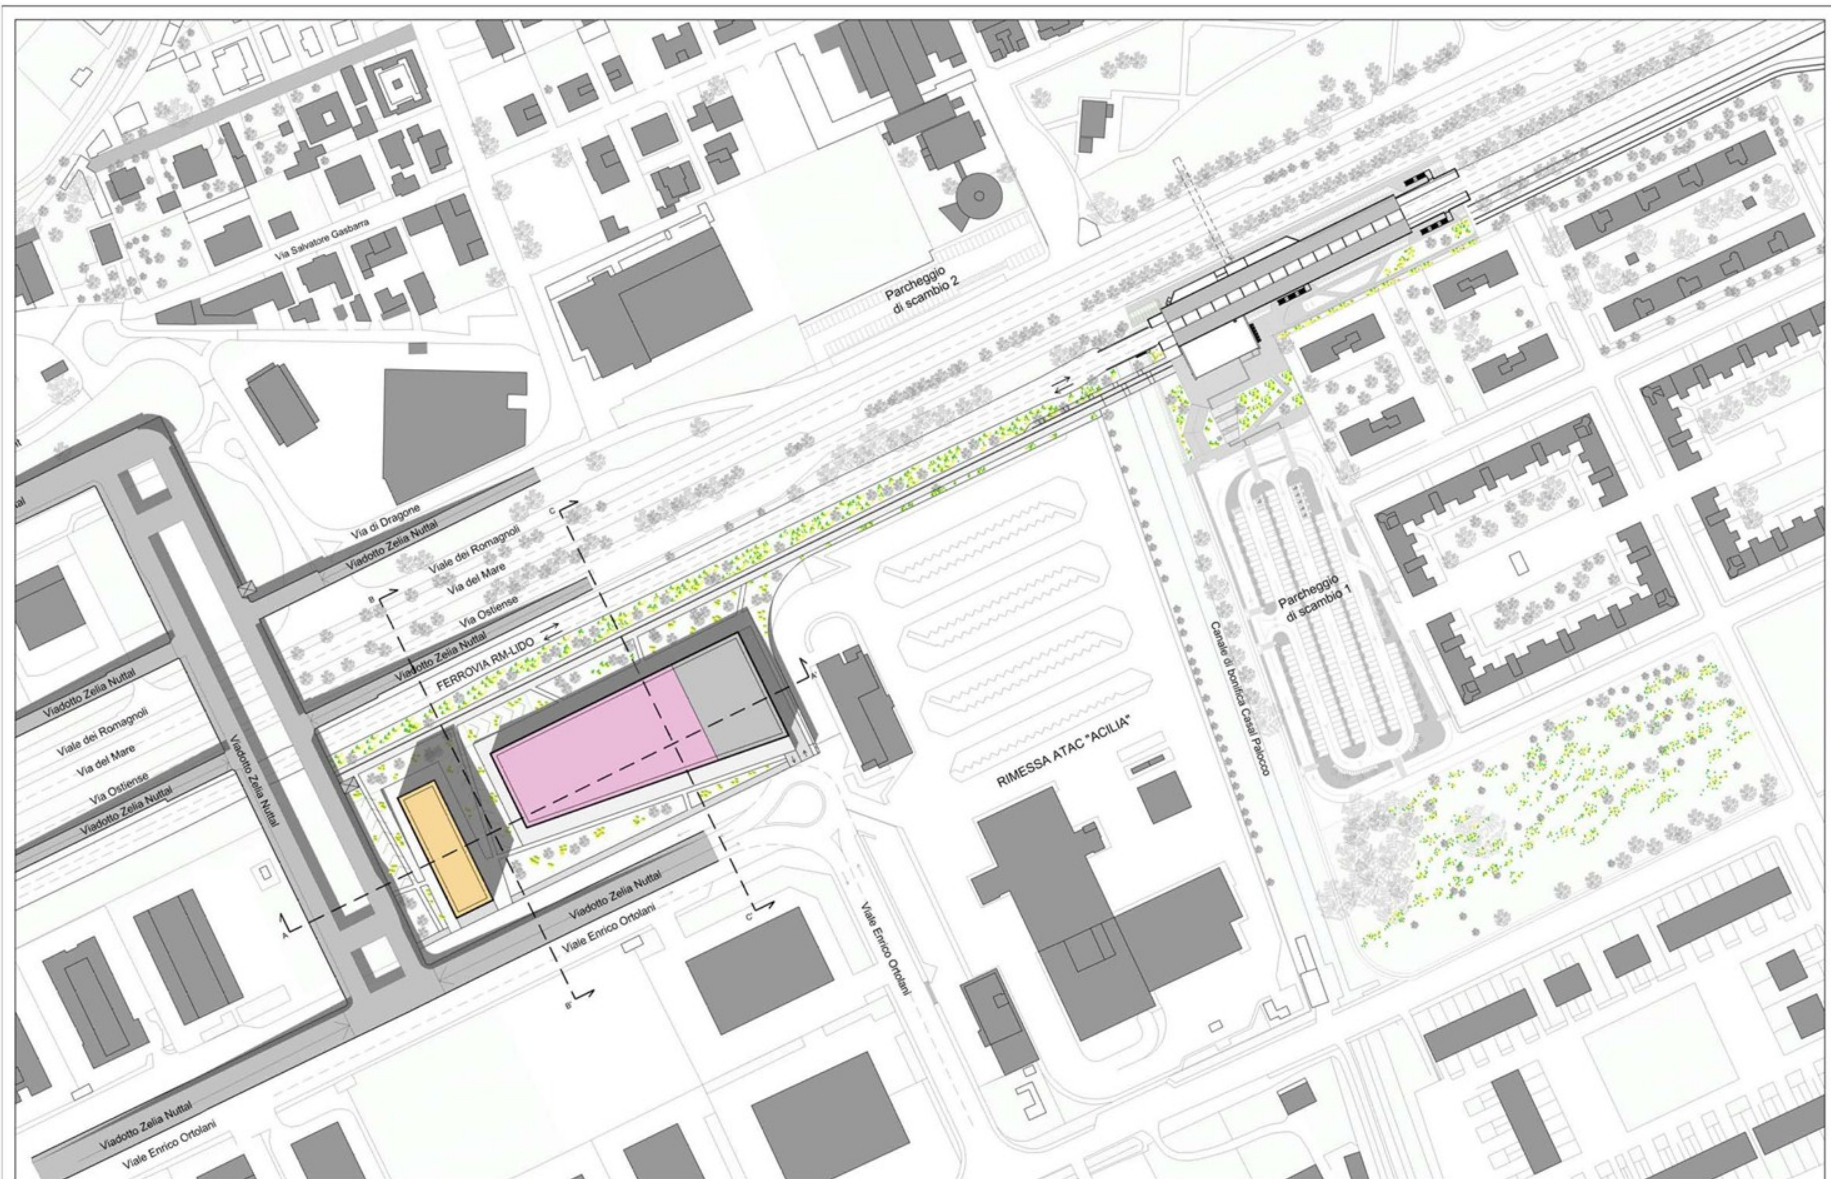 Via Salvatore Gasbarra
Parcheggio
di scambio 2
Via di Dragone
Viadotto Zelia Nuttal
Viale dei Romagnoli
Via del Mare
Via Ostiense
Viadotto Zelia Nuttal
FERROVIA RM-LIDO
C
B
A'
Viadotto Zelia Nuttal
Viale dei Romagnoli
Via del Mare
Via Ostiense
Viadotto Zelia Nuttal
Viadotto Zelia Nuttal
Parcheggio
di scambio 1
Canale di bonifica Casal Palocco
RIMESSA ATAC "ACILIA"
Viadotto Zelia Nuttal
Viale Enrico Ortolani
Viale Enrico Ortolani
A
C'
B'
Viadotto Zelia Nuttal
Viale Enrico Ortolani